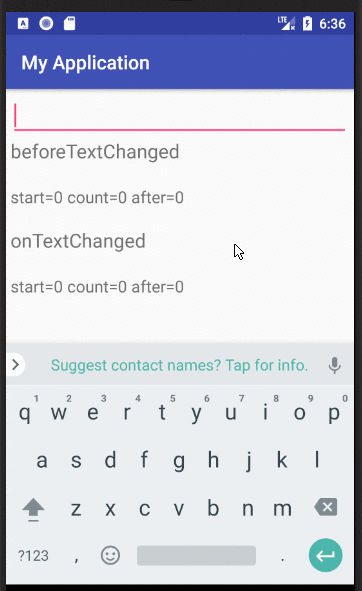 LTE 6:36
My Application
beforeTextChanged
start=0 count=0 after=0
onTextChanged
start=0 count=0 after=0
Suggest contact names? Tap for info.
1 2 3 4 5 6 7 8 9 0
q w e r t y u i o p
a s d f g h j k l
z x c v b n m
?123 , .